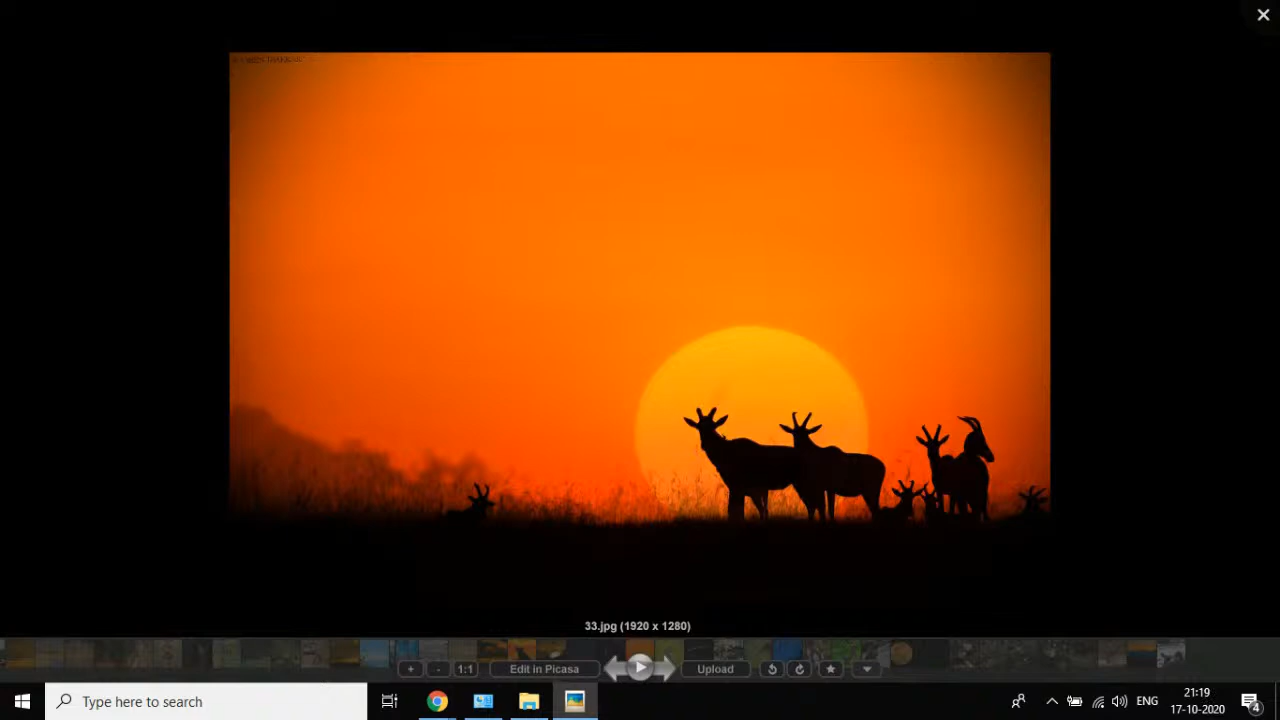 33.jpg (1920 x 1280)
+ - 1:1 Edit in Picasa Upload
Type here to search
ENG
21:19
17-10-2020
4